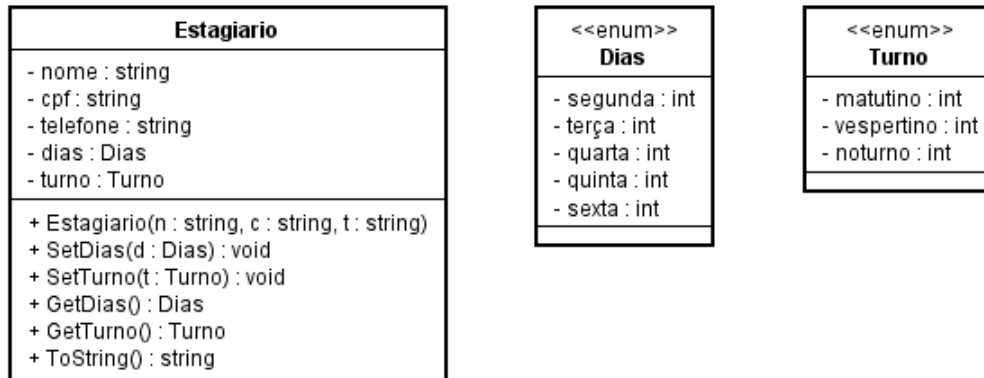 Estagiario
- nome : string
- cpf : string
- telefone : string
- dias : Dias
- turno : Turno
+ Estagiario(n : string, c : string, t : string)
+ SetDias(d : Dias) : void
+ SetTurno(t : Turno) : void
+ GetDias() : Dias
+ GetTurno() : Turno
+ ToString() : string
<<enum>>
Dias
- segunda : int
- terça : int
- quarta : int
- quinta : int
- sexta : int
<<enum>>
Turno
- matutino : int
- vespertino : int
- noturno : int